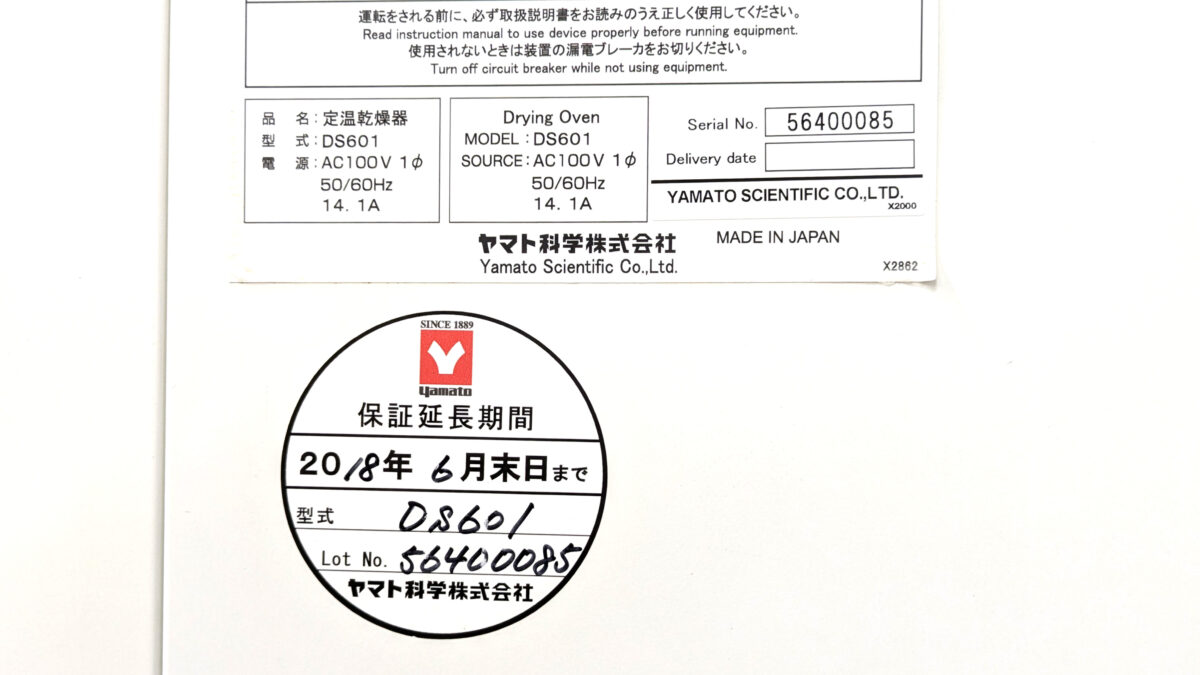 運転をされる前に、必ず取扱説明書をお読みのうえ正しく使用してください。
Read instruction manual to use device properly before running equipment.
使用されないときは装置の漏電ブレーカをお切りください。
Turn off circuit breaker while not using equipment.
品 名:定温乾燥器
型 式:DS601
電 源:AC100V 1φ
50/60Hz
14.1A
Drying Oven
MODEL:DS601
SOURCE:AC100V 1φ
50/60Hz
14.1A
Serial No. 56400085
Delivery date
YAMATO SCIENTIFIC CO.,LTD.
X2000
ヤマト科学株式会社
Yamato Scientific Co.,Ltd.
MADE IN JAPAN
X2862
SINCE 1889
Yamato
保証延長期間
2018年 6月末日まで
型式 DS601
Lot No. 56400085
ヤマト科学株式会社